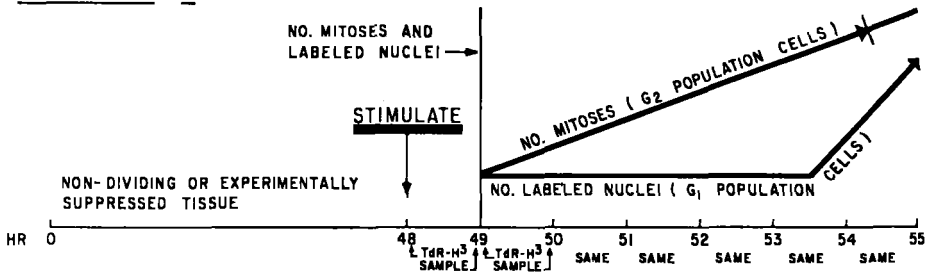 NO. MITOSES AND
LABELED NUCLEI
STIMULATE
NO. MITOSES ( G2 POPULATION CELLS )
NON-DIVIDING OR EXPERIMENTALLY
SUPPRESSED TISSUE
NO. LABELED NUCLEI ( G1 POPULATION CELLS )
HR 0 48 49 50 51 52 53 54 55
TdR-H3 SAMPLE TdR-H3 SAMPLE SAME SAME SAME SAME SAME